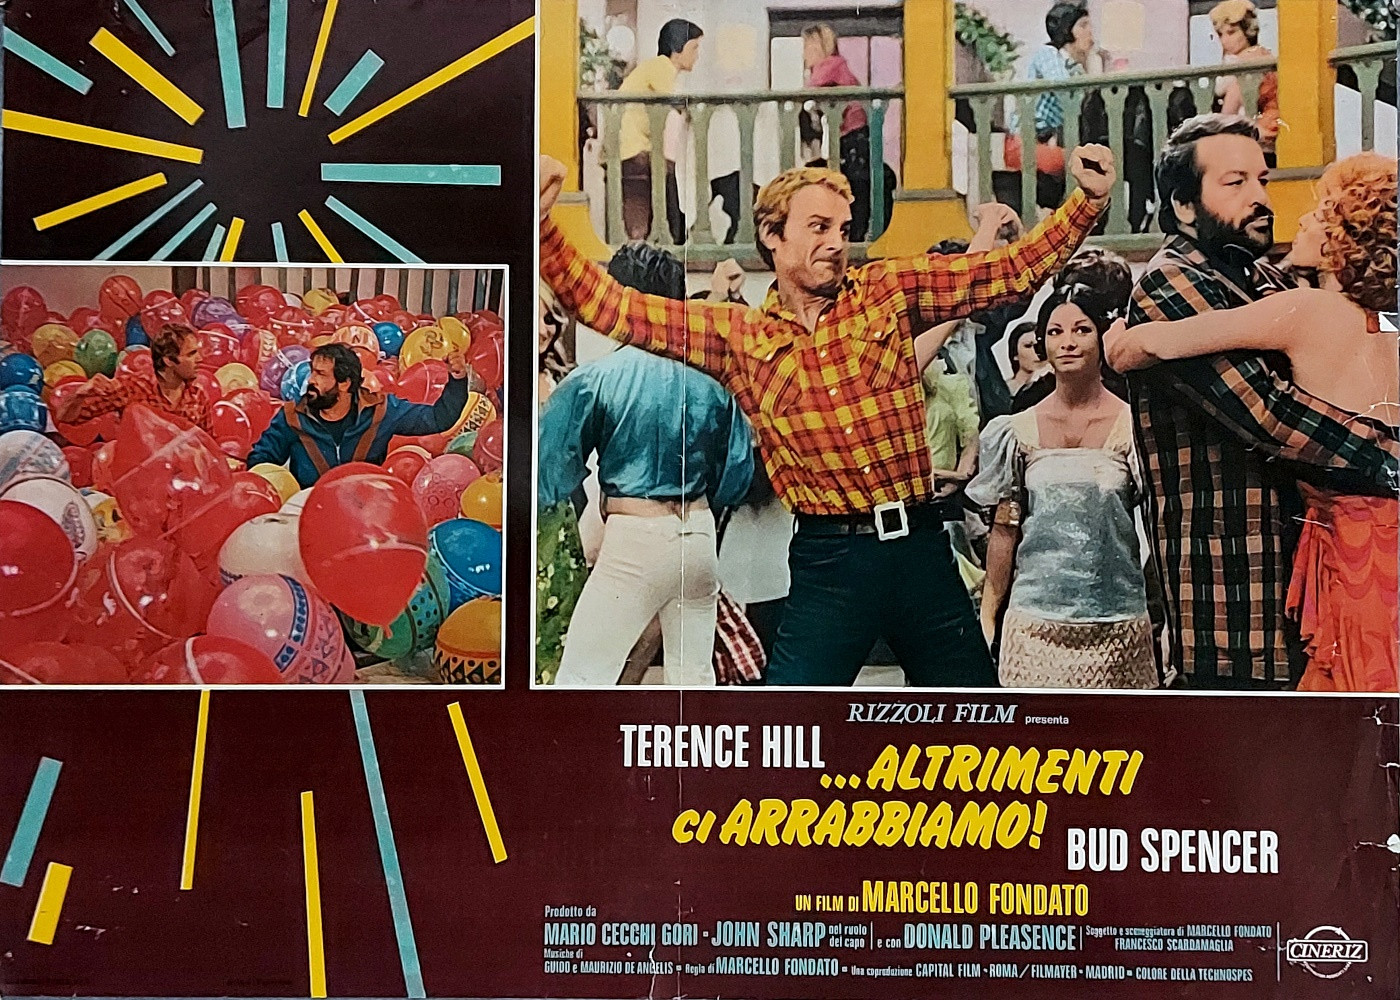 RIZZOLI FILM presenta
TERENCE HILL
...ALTRIMENTI
CI ARRABBIAMO!
BUD SPENCER
UN FILM DI MARCELLO FONDATO
Prodotto da
MARIO CECCHI GORI - JOHN SHARP nel ruolo del capo | e con DONALD PLEASENCE | Soggetto e sceneggiatura di MARCELLO FONDATO
FRANCESCO SCARDAMAGLIA
Musiche di
GUIDO e MAURIZIO DE ANGELIS - Regia di MARCELLO FONDATO - Una coproduzione CAPITAL FILM - ROMA / FILMAYER - MADRID - COLORE DELLA TECHNOSPES
CINERIZ